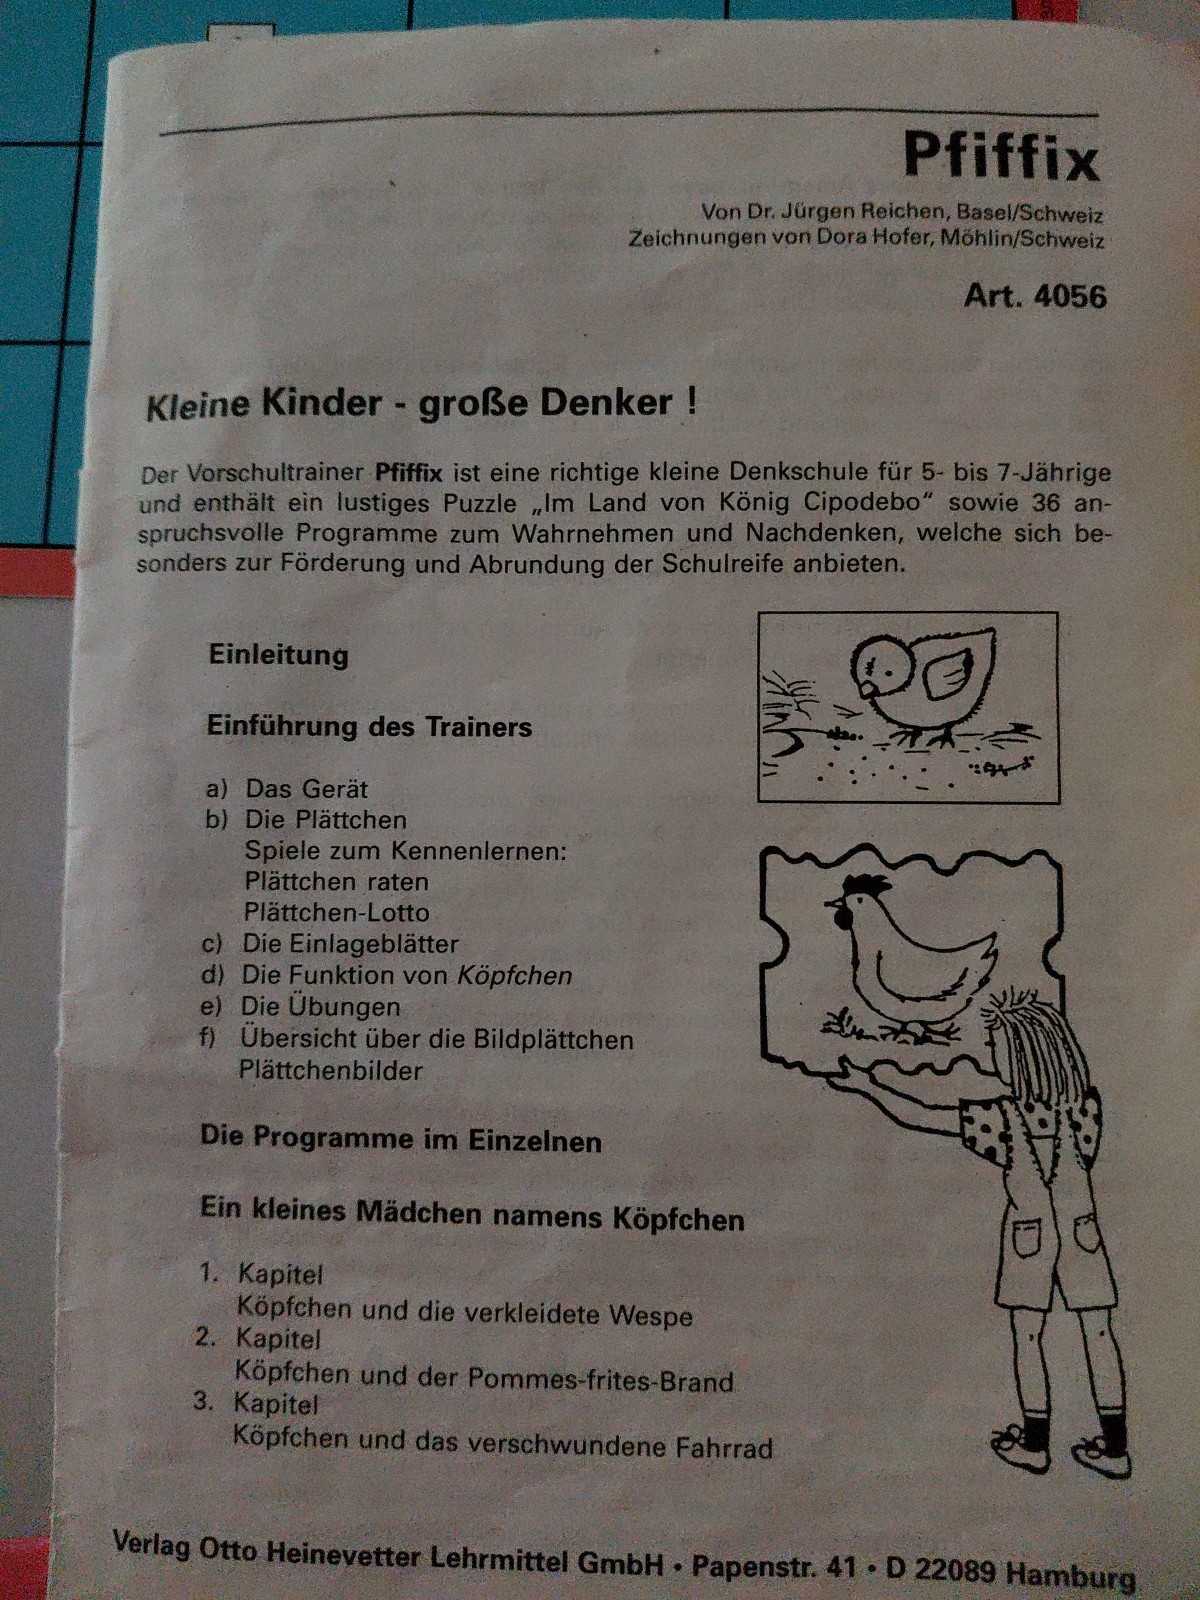 Pfiffix
Von Dr. Jürgen Reichen, Basel/Schweiz
Zeichnungen von Dora Hofer, Möhlin/Schweiz
Art. 4056
Kleine Kinder - große Denker !
Der Vorschultrainer Pfiffix ist eine richtige kleine Denkschule für 5- bis 7-Jährige
und enthält ein lustiges Puzzle „Im Land von König Cipodebo“ sowie 36 an-
spruchsvolle Programme zum Wahrnehmen und Nachdenken, welche sich be-
sonders zur Förderung und Abrundung der Schulreife anbieten.
Einleitung
Einführung des Trainers
a) Das Gerät
b) Die Plättchen
Spiele zum Kennenlernen:
Plättchen raten
Plättchen-Lotto
c) Die Einlageblätter
d) Die Funktion von Köpfchen
e) Die Übungen
f) Übersicht über die Bildplättchen
Plättchenbilder
Die Programme im Einzelnen
Ein kleines Mädchen namens Köpfchen
1. Kapitel
Köpfchen und die verkleidete Wespe
2. Kapitel
Köpfchen und der Pommes-frites-Brand
3. Kapitel
Köpfchen und das verschwundene Fahrrad
Verlag Otto Heinevetter Lehrmittel GmbH • Papenstr. 41 • D 22089 Hamburg